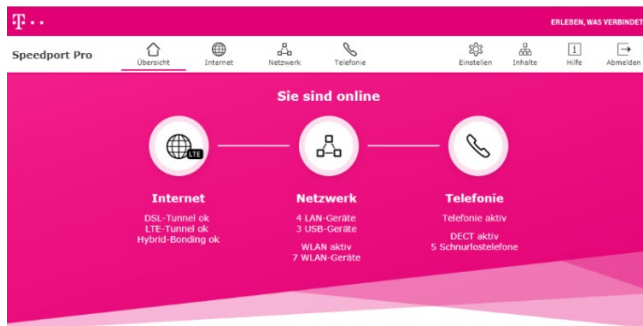 T
ERLEBEN, WAS VERBINDET
Speedport Pro
Übersicht
Internet
Netzwerk
Telefonie
Einstellen
Inhalte
Hilfe
Abmelden
Sie sind online
LTE
Internet
DSL-Tunnel ok
LTE-Tunnel ok
Hybrid-Bonding ok
Netzwerk
4 LAN-Geräte
3 USB-Geräte
WLAN aktiv
7 WLAN-Geräte
Telefonie
Telefonie aktiv
DECT aktiv
5 Schnurlostelefone